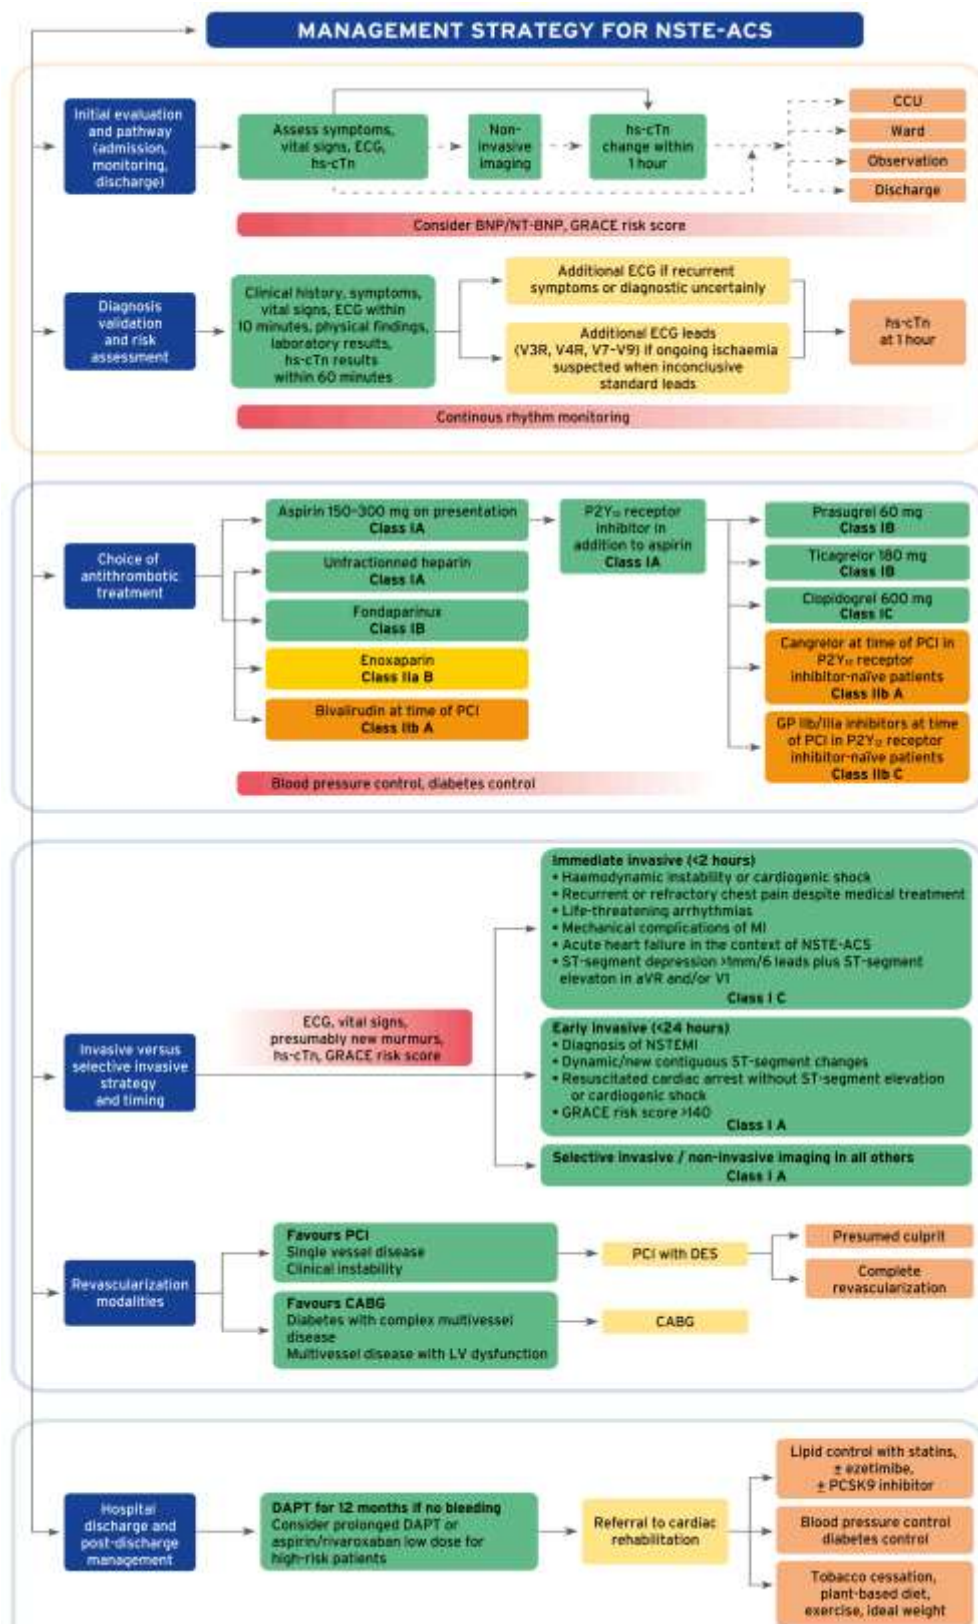 MANAGEMENT STRATEGY FOR NSTE-ACS
Initial evaluation
and pathway
(admission,
monitoring,
discharge)
Assess symptoms,
vital signs, ECG,
hs-cTn
Non-
invasive
imaging
hs-cTn
change within
1 hour
CCU
Ward
Observation
Discharge
Consider BNP/NT-BNP, GRACE risk score
Diagnosis
validation
and risk
assessment
Clinical history, symptoms,
vital signs, ECG within
10 minutes, physical findings,
laboratory results,
hs-cTn results
within 60 minutes
Additional ECG if recurrent
symptoms or diagnostic uncertainly
Additional ECG leads
(V3R, V4R, V7-V9) if ongoing ischaemia
suspected when inconclusive
standard leads
hs-cTn
at 1 hour
Continous rhythm monitoring
Choice of
antithrombotic
treatment
Aspirin 150-300 mg on presentation
Class IA
Unfractionned heparin
Class IA
Fondaparinux
Class IB
Enoxaparin
Class IIa B
Bivalirudin at time of PCI
Class IIb A
P2Y₁₂ receptor
inhibitor in
addition to aspirin
Class IA
Prasugrel 60 mg
Class IB
Ticagrelor 180 mg
Class IB
Clopidogrel 600 mg
Class IC
Cangrelor at time of PCI in
P2Y₁₂ receptor
inhibitor-naïve patients
Class IIb A
GP IIb/IIIa inhibitors at time
of PCI in P2Y₁₂ receptor
inhibitor-naïve patients
Class IIb C
Blood pressure control, diabetes control
Invasive versus
selective invasive
strategy
and timing
ECG, vital signs,
presumably new murmurs,
hs-cTn, GRACE risk score
Immediate invasive (<2 hours)
• Haemodynamic instability or cardiogenic shock
• Recurrent or refractory chest pain despite medical treatment
• Life-threatening arrhythmias
• Mechanical complications of MI
• Acute heart failure in the context of NSTE-ACS
• ST-segment depression >1mm/6 leads plus ST-segment
elevaton in aVR and/or V1
Class I C
Early invasive (<24 hours)
• Diagnosis of NSTEMI
• Dynamic/new contiguous ST-segment changes
• Resuscitated cardiac arrest without ST-segment elevation
or cardiogenic shock
• GRACE risk score >140
Class I A
Selective invasive / non-invasive imaging in all others
Class I A
Revascularization
modalities
Favours PCI
Single vessel disease
Clinical instability
Favours CABG
Diabetes with complex multivessel
disease
Multivessel disease with LV dysfunction
PCI with DES
CABG
Presumed culprit
Complete
revascularization
Hospital
discharge and
post-discharge
management
DAPT for 12 months if no bleeding
Consider prolonged DAPT or
aspirin/rivaroxaban low dose for
high-risk patients
Referral to cardiac
rehabilitation
Lipid control with statins,
± ezetimibe,
± PCSK9 inhibitor
Blood pressure control
diabetes control
Tobacco cessation,
plant-based diet,
exercise, ideal weight